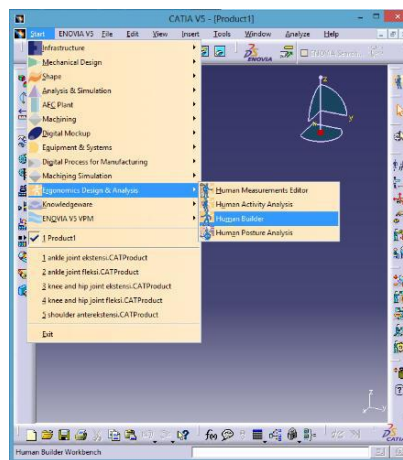 CATIA V5 - [Product1]
Start ENOVIA V5 File Edit View Insert Tools Window Analyze Help
Infrastructure
Mechanical Design
Shape
Analysis & Simulation
AEC Plant
Machining
Digital Mockup
Equipment & Systems
Digital Process for Manufacturing
Machining Simulation
Ergonomics Design & Analysis
Knowledgeware
ENOVIA V5 VPM
1 Product1
1 ankle joint ekstensi.CATProduct
2 ankle joint fleksi.CATProduct
3 knee and hip joint ekstensi.CATProduct
4 knee and hip joint fleksi.CATProduct
5 shoulder anterekstensi.CATProduct
Exit
Human Measurements Editor
Human Activity Analysis
Human Builder
Human Posture Analysis
ENOVIA
z
y
Human Builder Workbench